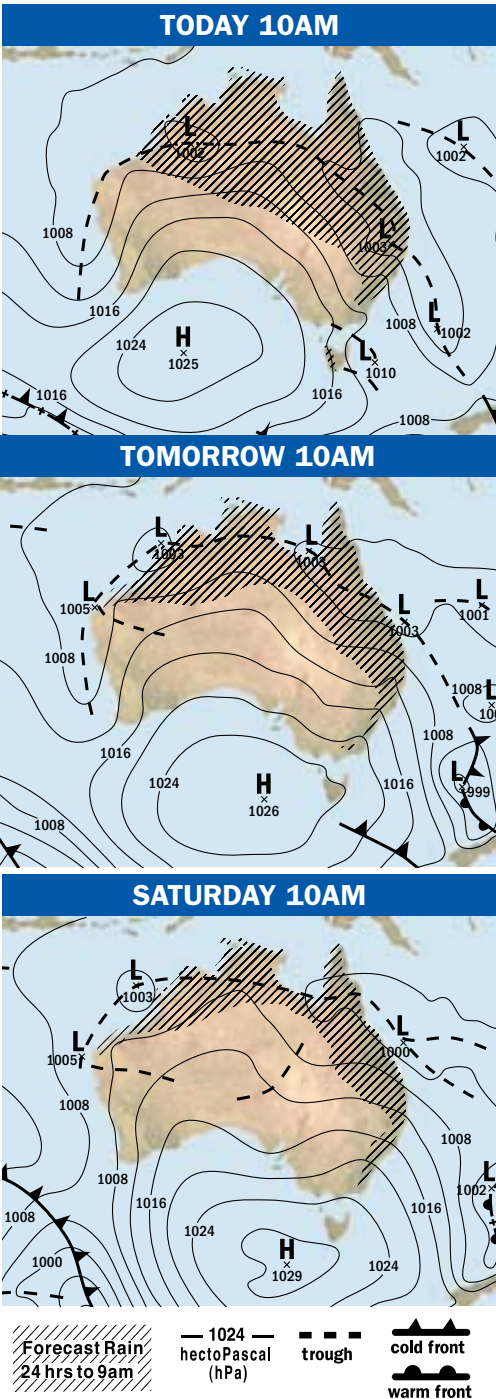 TODAY 10AM
L
1002
L
1002
1008
L
1003
1016
L
1002
1008
H
1024
1025
L
1010
1016
1016
1008
TOMORROW 10AM
L
1003
L
1003
L
1005
L
1003
L
1001
1008
1008
L
1008
1016
1024
H
1026
1016
L
999
1008
SATURDAY 10AM
L
1003
L
1000
L
1005
1008
1008
1008
L
1002
1016
1016
1008
1024
H
1029
1024
1000
Forecast Rain
24 hrs to 9am
1024
hectoPascal
(hPa)
trough
cold front
warm front